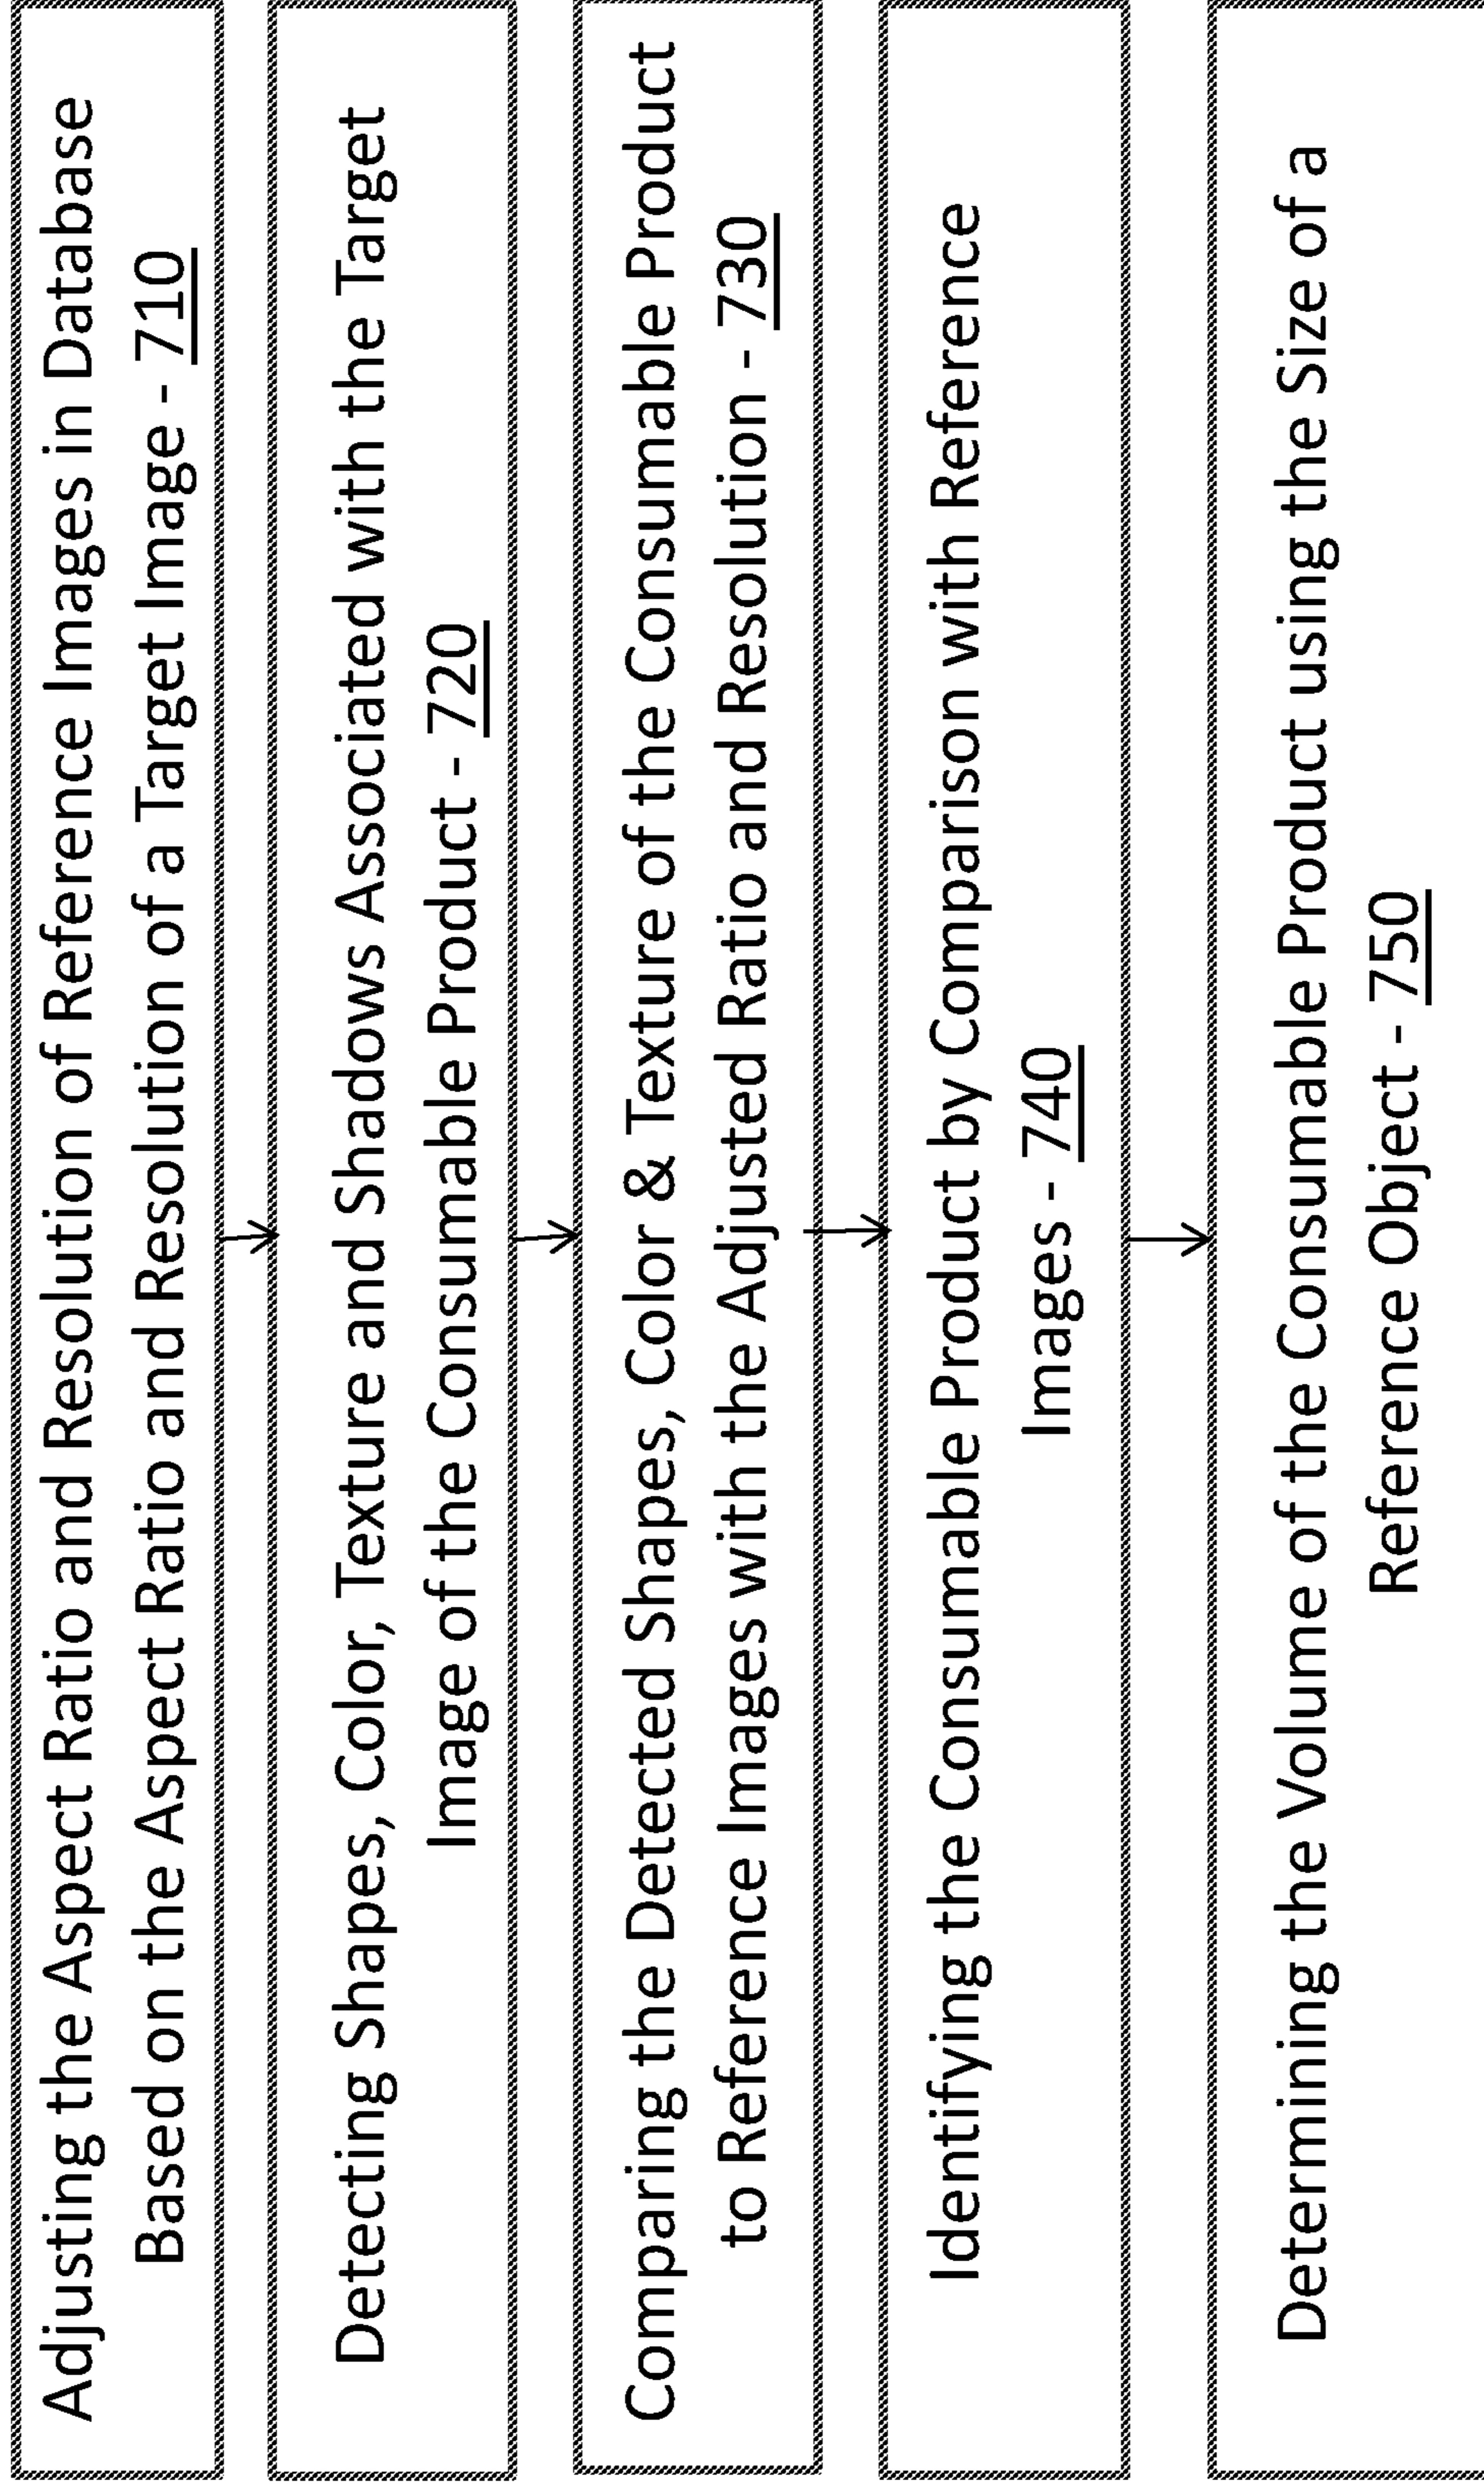 Adjusting the Aspect Ratio and Resolution of Reference Images in Database
Based on the Aspect Ratio and Resolution of a Target Image - 710
Detecting Shapes, Color, Texture and Shadows Associated with the Target
Image of the Consumable Product - 720
Comparing the Detected Shapes, Color & Texture of the Consumable Product
to Reference Images with the Adjusted Ratio and Resolution - 730
Identifying the Consumable Product by Comparison with Reference
Images - 740
Determining the Volume of the Consumable Product using the Size of a
Reference Object - 750